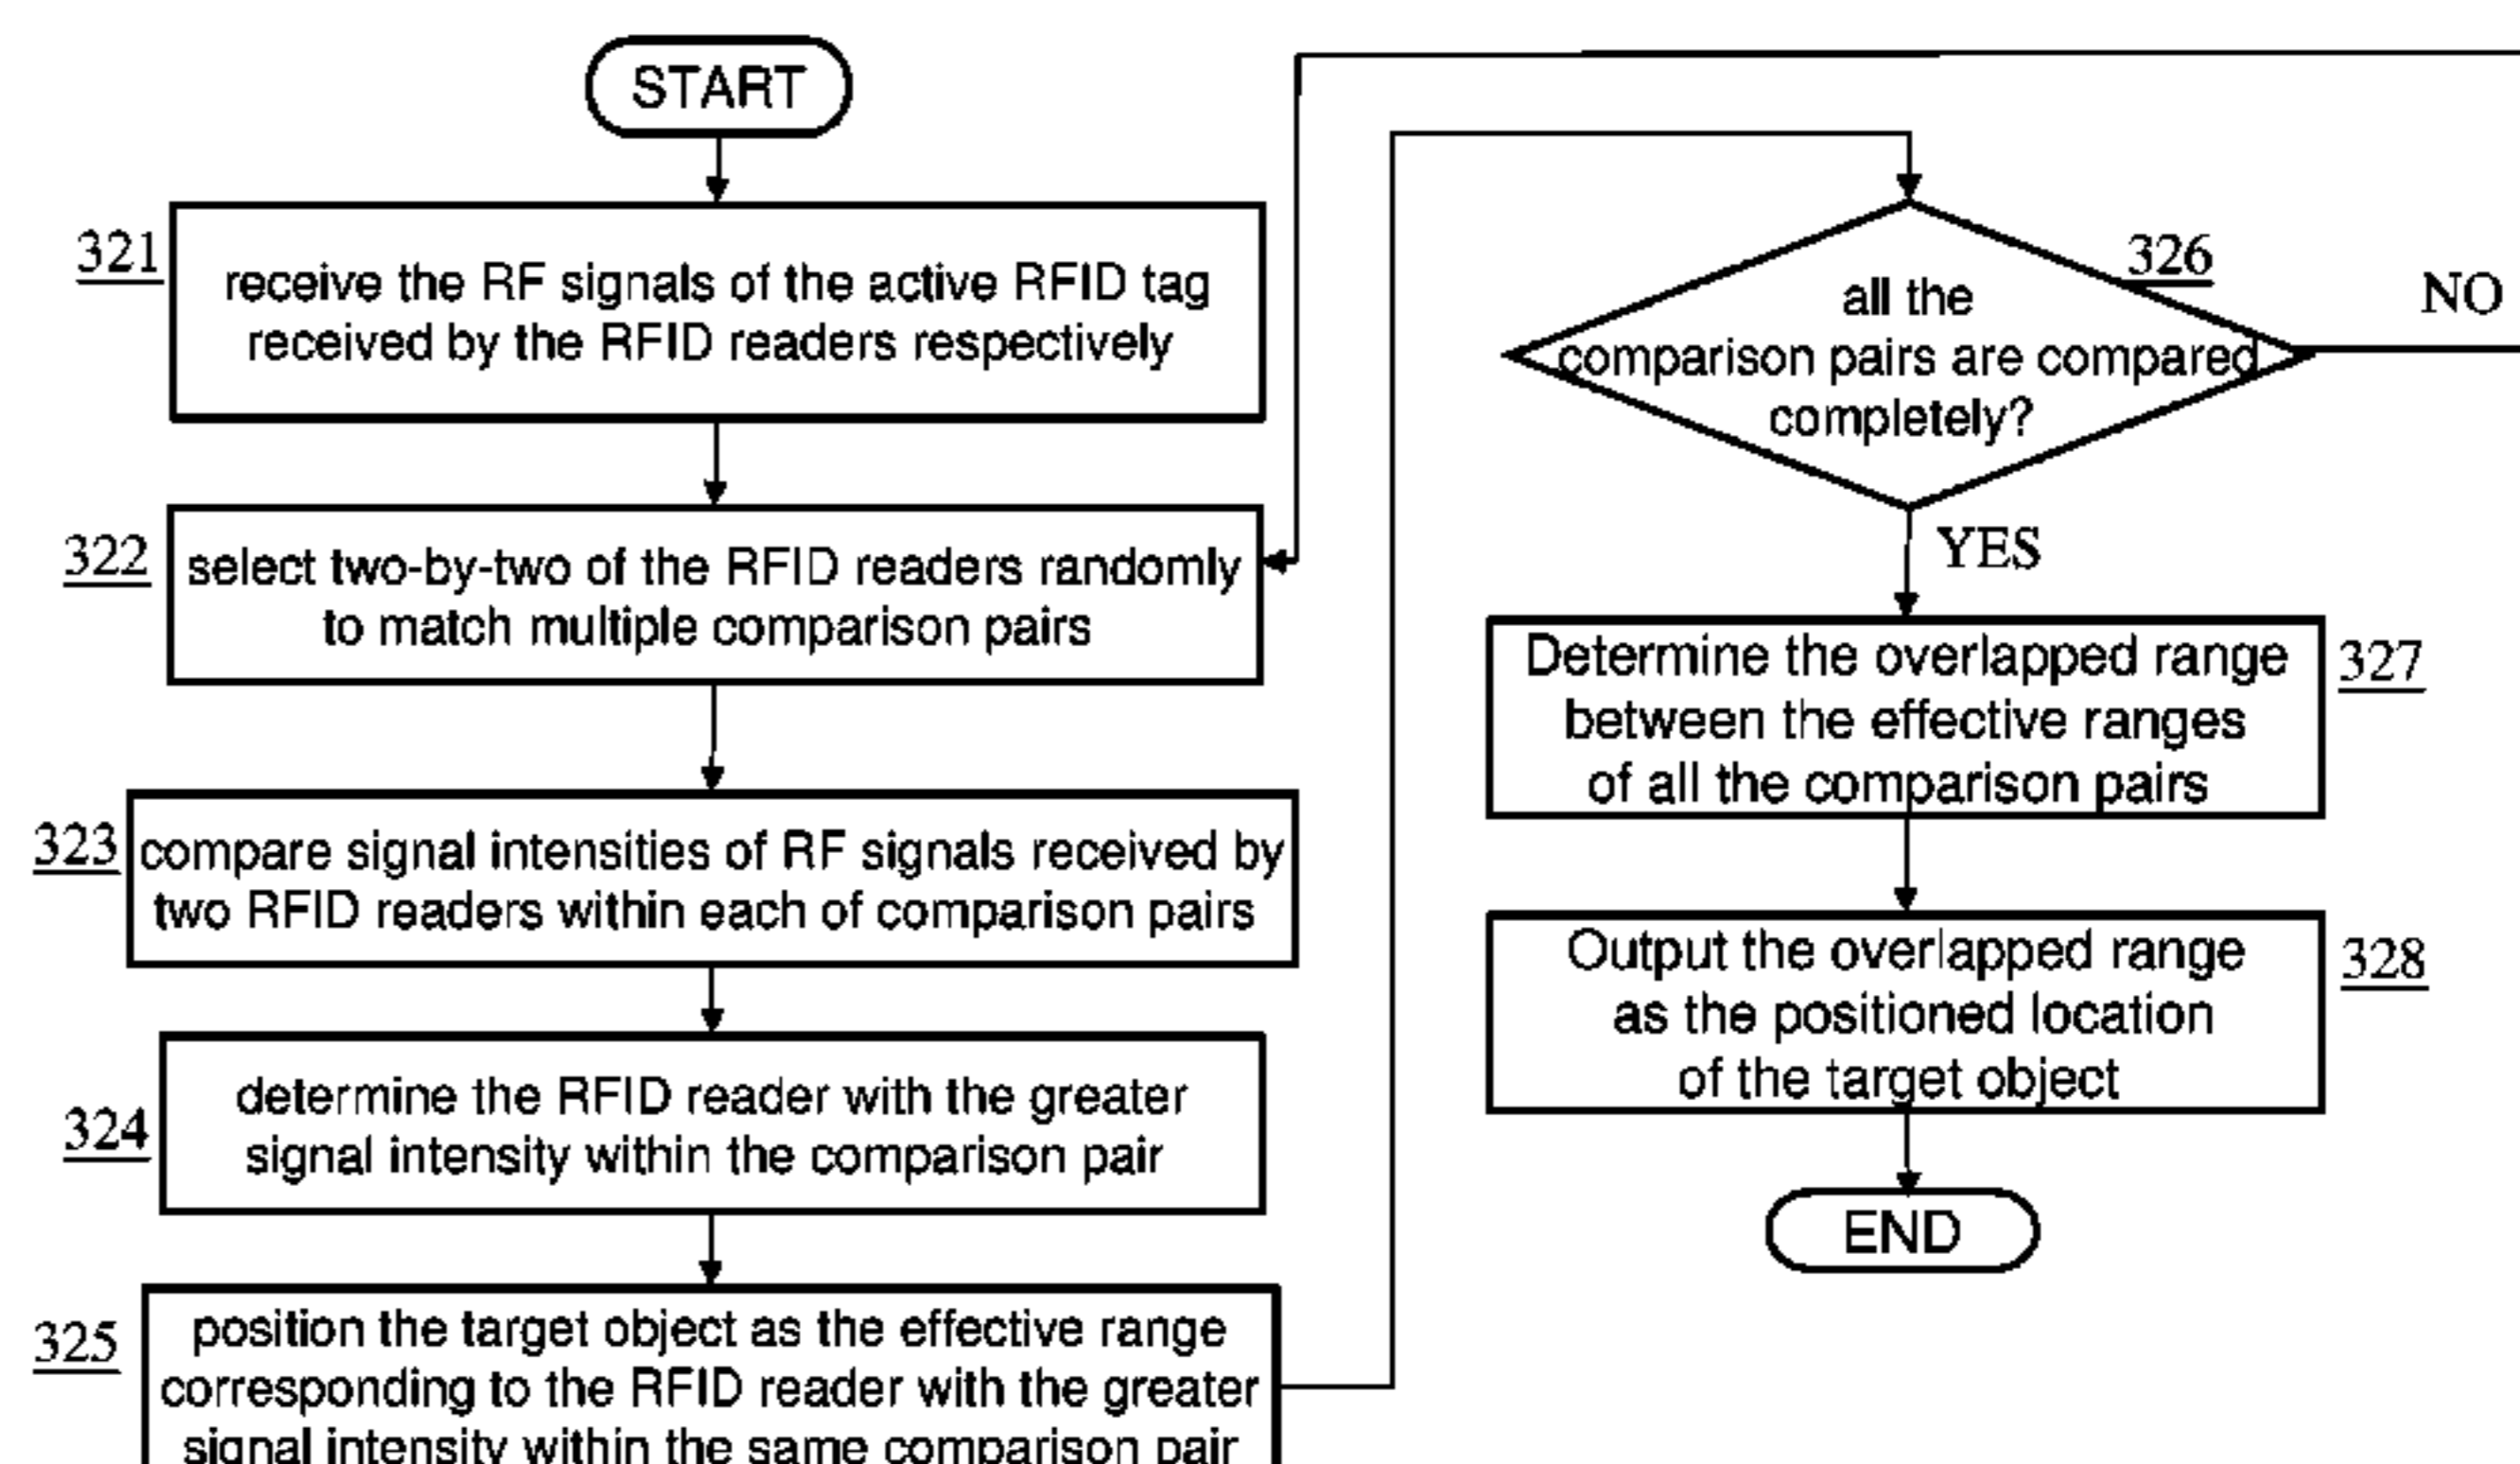 START
321
receive the RF signals of the active RFID tag
received by the RFID readers respectively
322
select two-by-two of the RFID readers randomly
to match multiple comparison pairs
323
compare signal intensities of RF signals received by
two RFID readers within each of comparison pairs
324
determine the RFID reader with the greater
signal intensity within the comparison pair
325
position the target object as the effective range
corresponding to the RFID reader with the greater
signal intensity within the same comparison pair
326
all the
comparison pairs are compared
completely?
NO
YES
Determine the overlapped range
between the effective ranges
of all the comparison pairs
327
Output the overlapped range
as the positioned location
of the target object
328
END